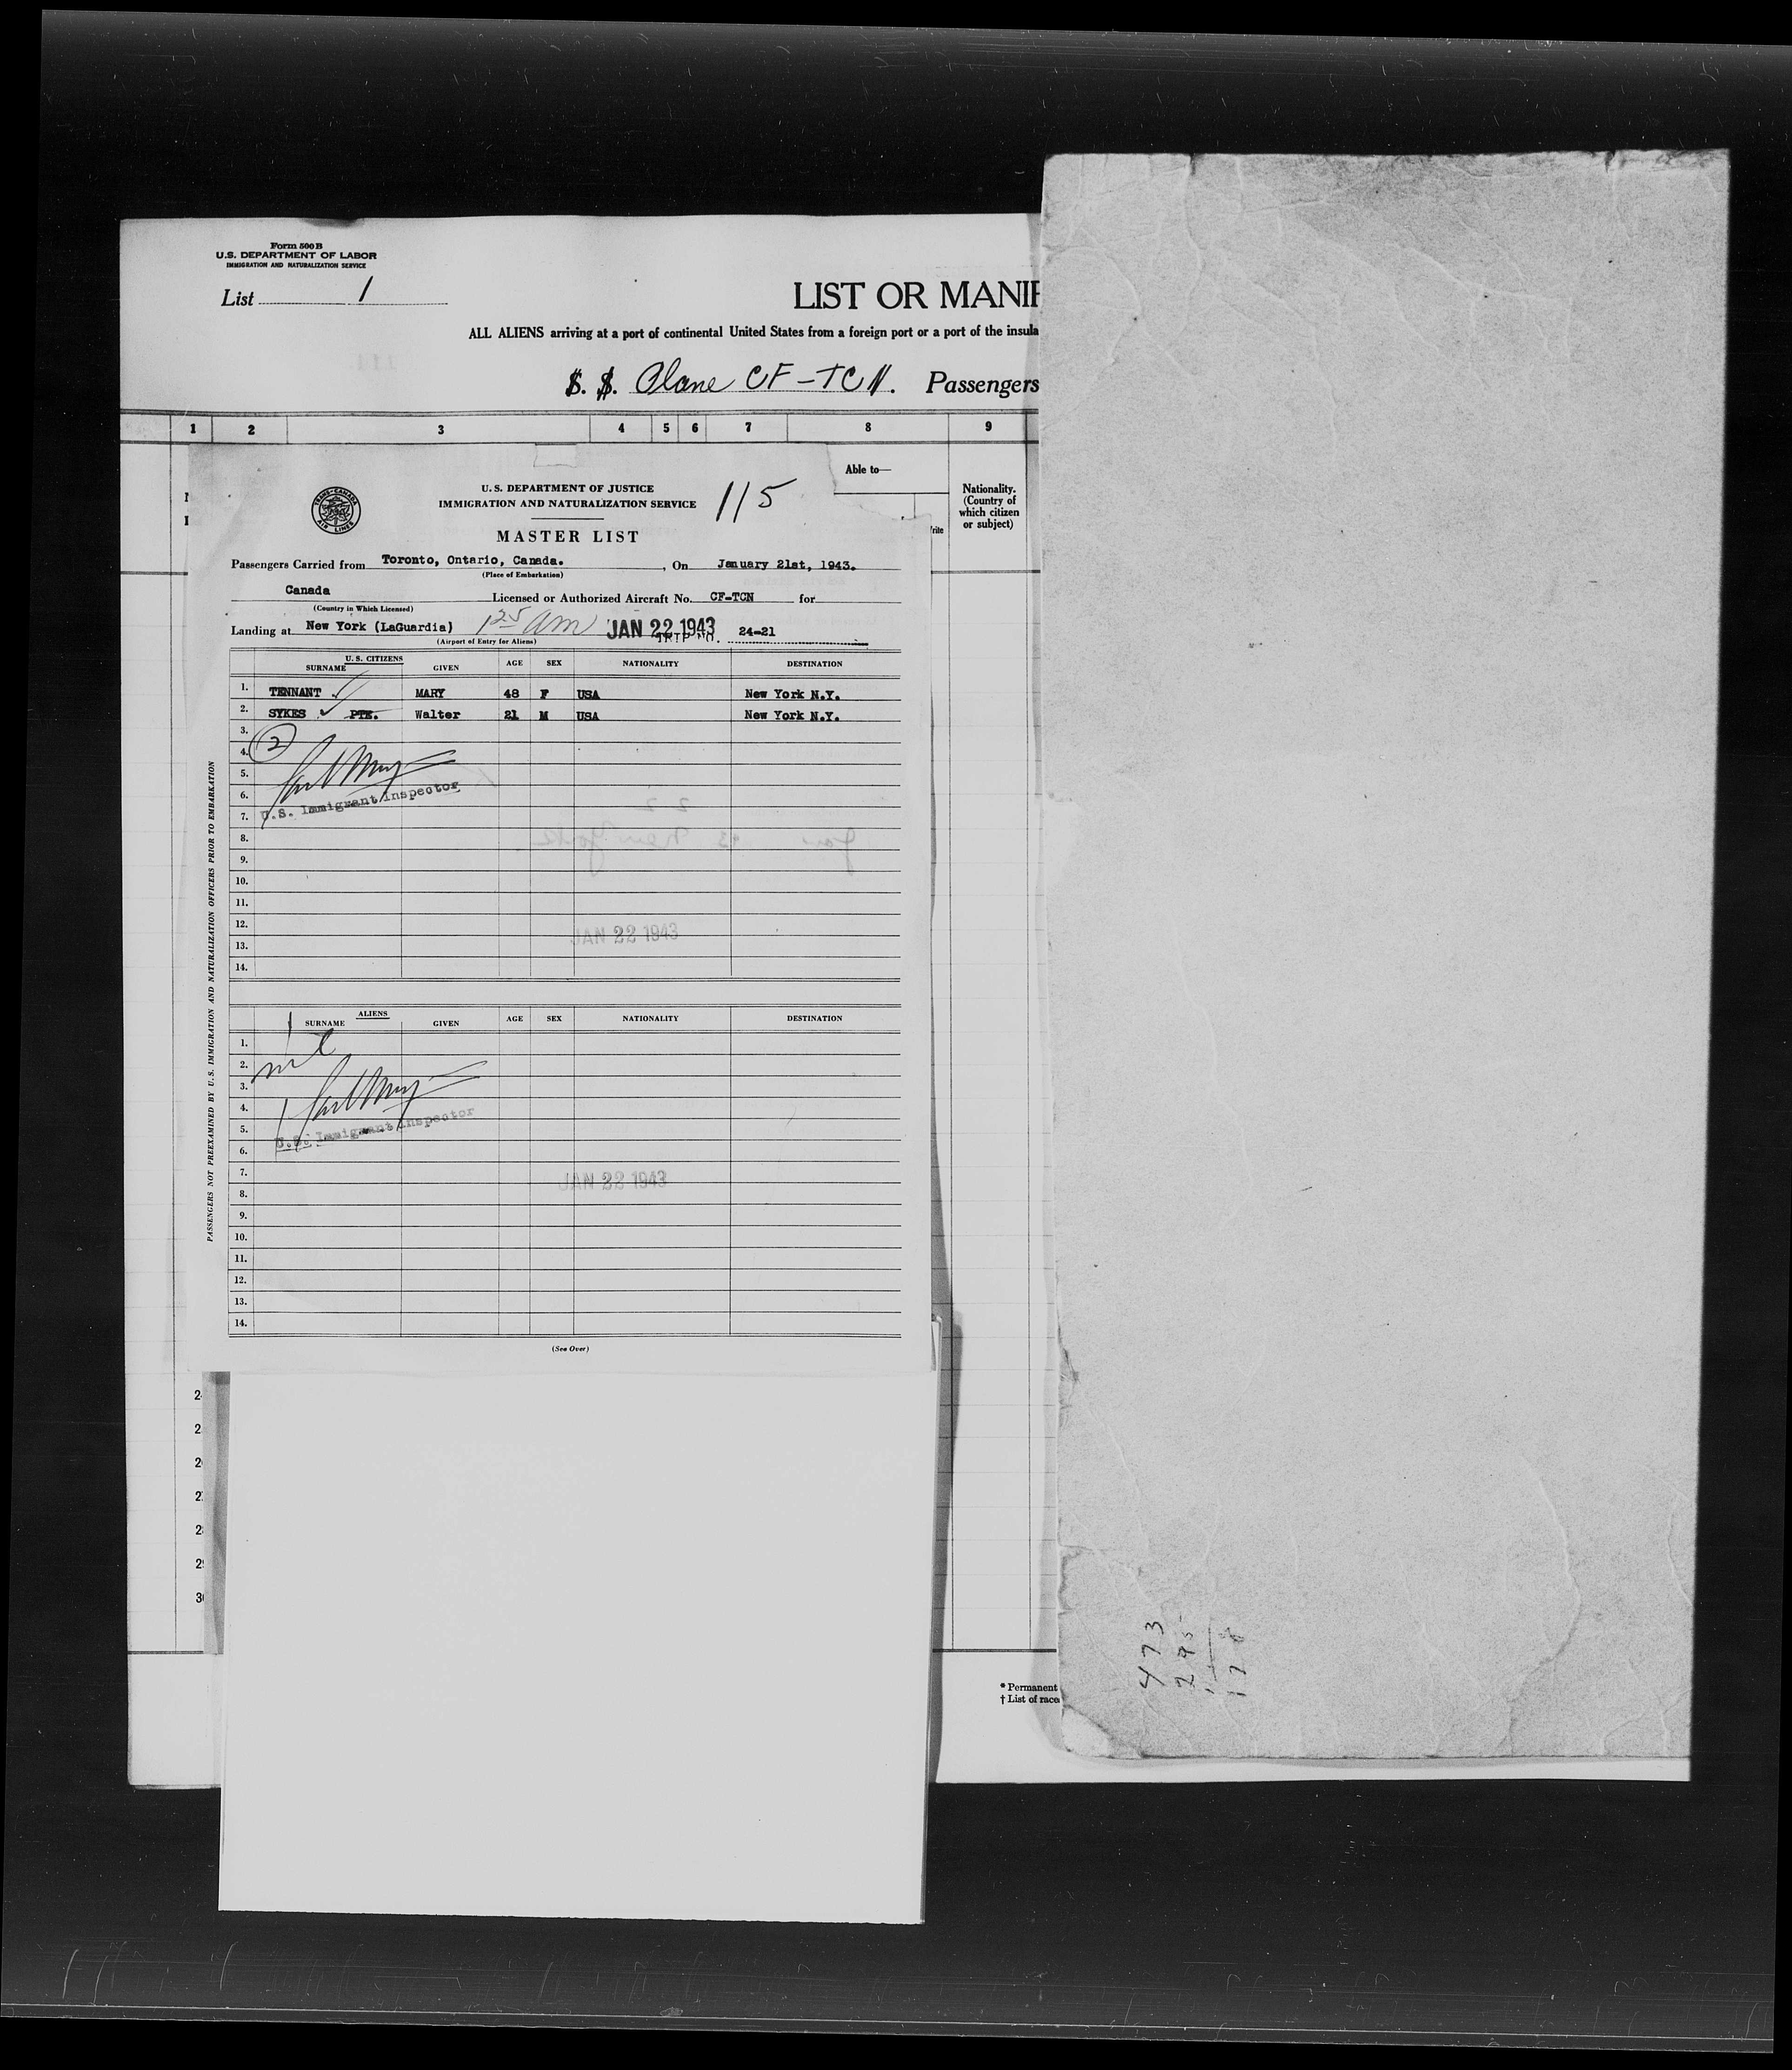 Form 500 B
U.S. DEPARTMENT OF LABOR
IMMIGRATION AND NATURALIZATION SERVICE
List 1
LIST OR MANIF
ALL ALIENS arriving at a port of continental United States from a foreign port or a port of the insula
S. S. Plane CF-TCN. Passengers
1 2 3 4 5 6 7 8 9
Able to—
Nationality.
(Country of
which citizen
or subject)
TRANS-CANADA
AIR LINES
U. S. DEPARTMENT OF JUSTICE
IMMIGRATION AND NATURALIZATION SERVICE
115
MASTER LIST
Passengers Carried from Toronto, Ontario, Canada. , On January 21st, 1943.
(Place of Embarkation)
Canada Licensed or Authorized Aircraft No. CF-TCN for
(Country in Which Licensed)
Landing at New York (LaGuardia) 1 25 am JAN 22 1943 TRIP NO. 24-21
(Airport of Entry for Aliens)
U. S. CITIZENS
SURNAME GIVEN AGE SEX NATIONALITY DESTINATION
1. TENNANT MARY 48 F USA New York N.Y.
2. SYKES PTE. Walter 21 M USA New York N.Y.
3.
4. 2
5.
6.
U.S. Immigrant Inspector
7.
8.
9.
10.
11.
12.
JAN 22 1943
13.
14.
ALIENS
SURNAME GIVEN AGE SEX NATIONALITY DESTINATION
1.
2. nil
3.
4.
5.
U.S. Immigrant Inspector
6.
7.
JAN 22 1943
8.
9.
10.
11.
12.
13.
14.
(See Over)
PASSENGERS NOT PREEXAMINED BY U.S. IMMIGRATION AND NATURALIZATION OFFICERS PRIOR TO EMBARKATION
* Permanent
† List of race
473
295
178